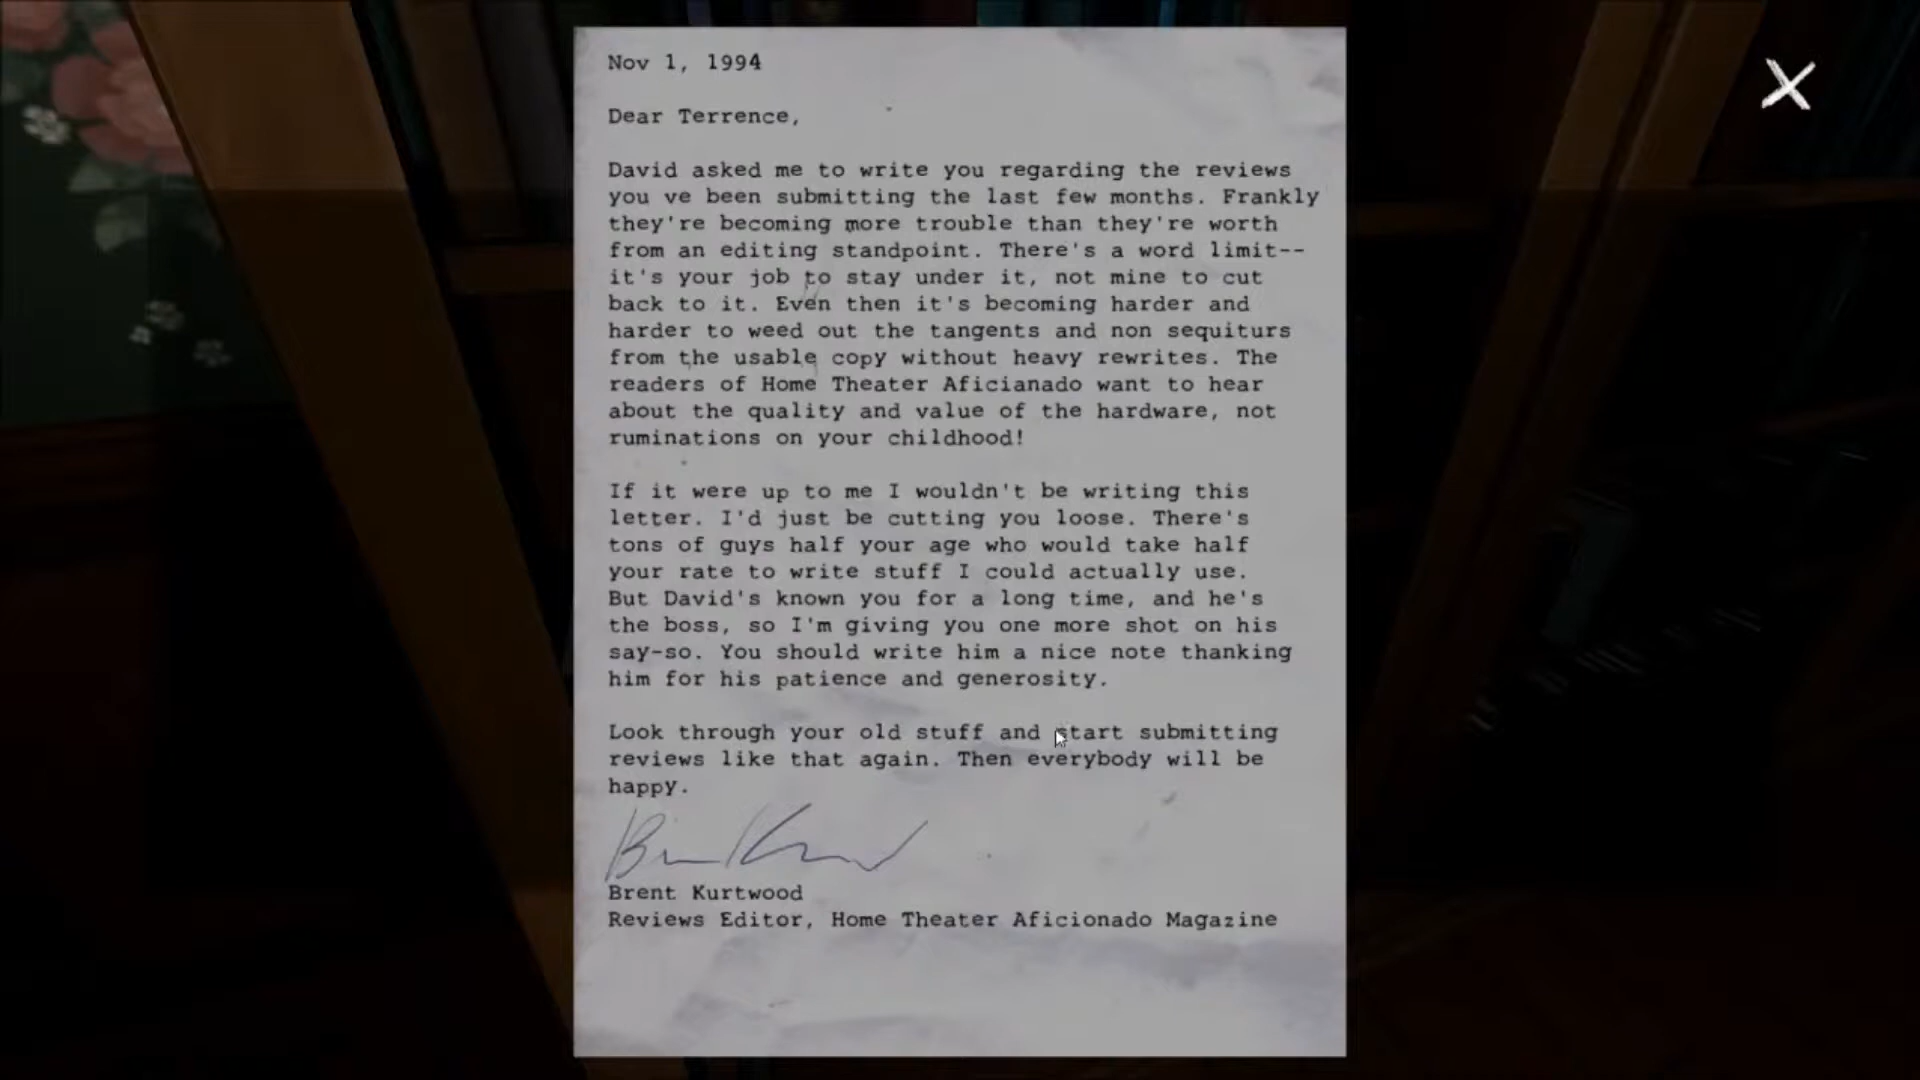 Nov 1, 1994
Dear Terrence,
David asked me to write you regarding the reviews
you ve been submitting the last few months. Frankly
they're becoming more trouble than they're worth
from an editing standpoint. There's a word limit--
it's your job to stay under it, not mine to cut
back to it. Even then it's becoming harder and
harder to weed out the tangents and non sequiturs
from the usable copy without heavy rewrites. The
readers of Home Theater Aficianado want to hear
about the quality and value of the hardware, not
ruminations on your childhood!
If it were up to me I wouldn't be writing this
letter. I'd just be cutting you loose. There's
tons of guys half your age who would take half
your rate to write stuff I could actually use.
But David's known you for a long time, and he's
the boss, so I'm giving you one more shot on his
say-so. You should write him a nice note thanking
him for his patience and generosity.
Look through your old stuff and start submitting
reviews like that again. Then everybody will be
happy.
Brent Kurtwood
Reviews Editor, Home Theater Aficionado Magazine